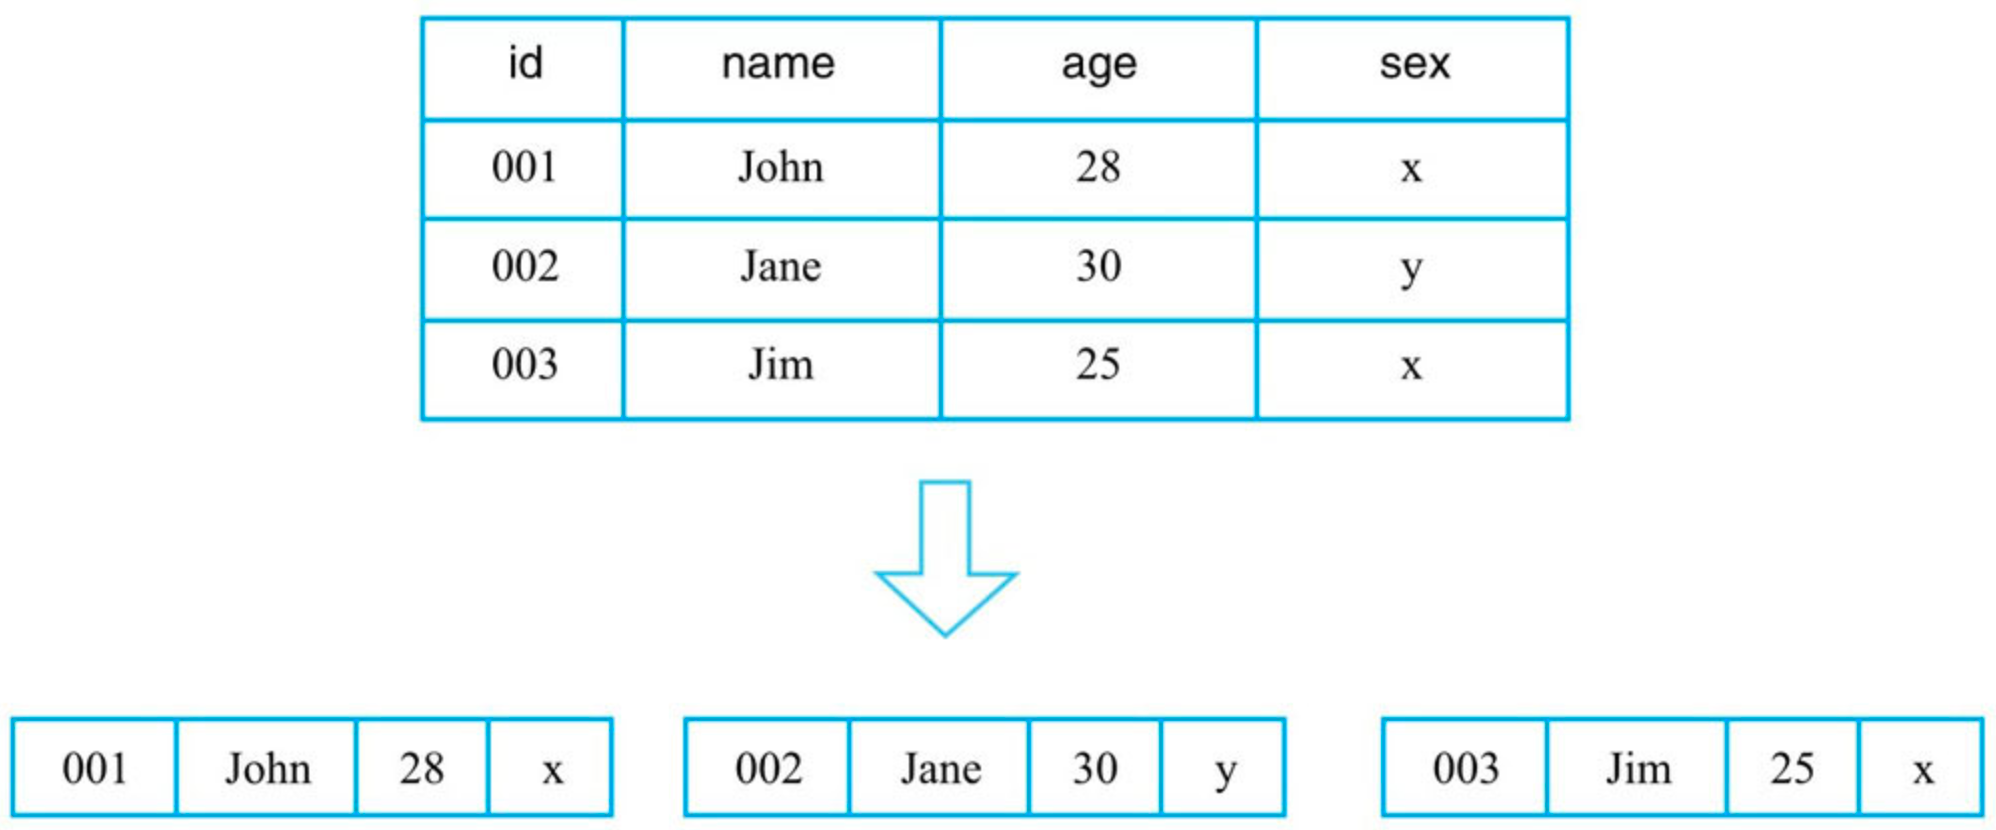 id name age sex
001 John 28 x
002 Jane 30 y
003 Jim 25 x
001 John 28 x 002 Jane 30 y 003 Jim 25 x